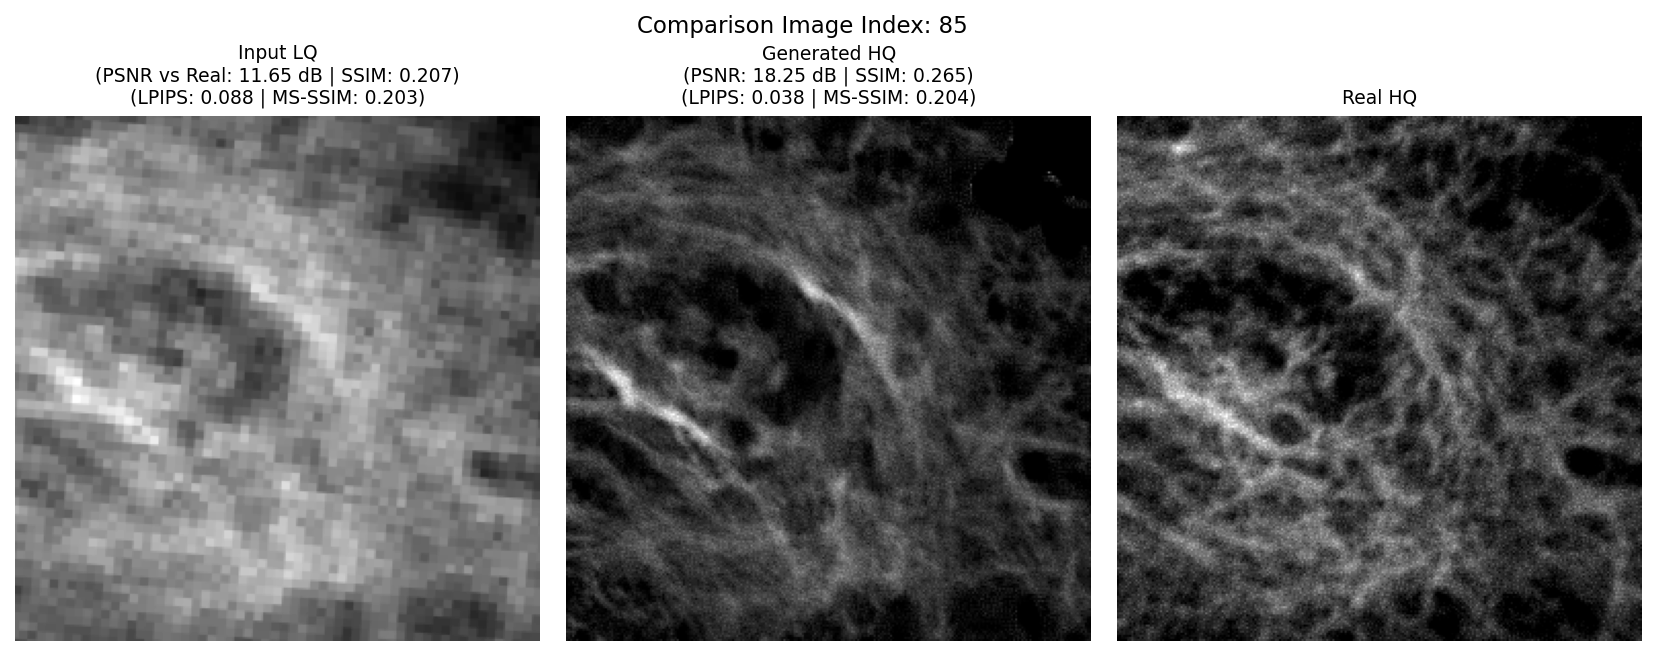 Comparison Image Index: 85
Input LQ
(PSNR vs Real: 11.65 dB | SSIM: 0.207)
(LPIPS: 0.088 | MS-SSIM: 0.203)
Generated HQ
(PSNR: 18.25 dB | SSIM: 0.265)
(LPIPS: 0.038 | MS-SSIM: 0.204)
Real HQ